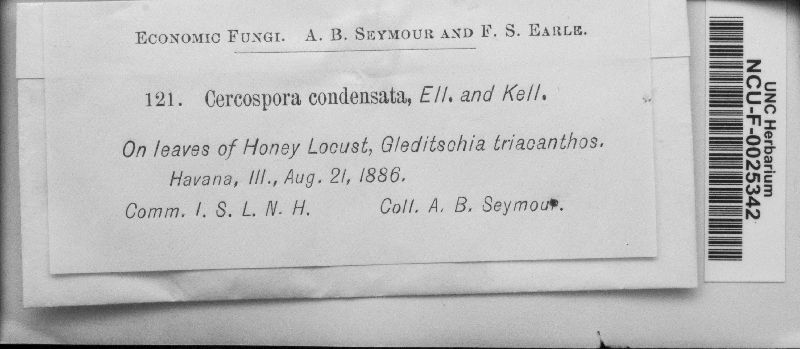 Economic Fungi. A. B. Seymour and F. S. Earle.
121. Cercospora condensata, Ell. and Kell.
On leaves of Honey Locust, Gleditschia triacanthos.
Havana, Ill., Aug. 21, 1886.
Comm. I. S. L. N. H. Coll. A. B. Seymour.
UNC Herbarium
NCU-F-0025342